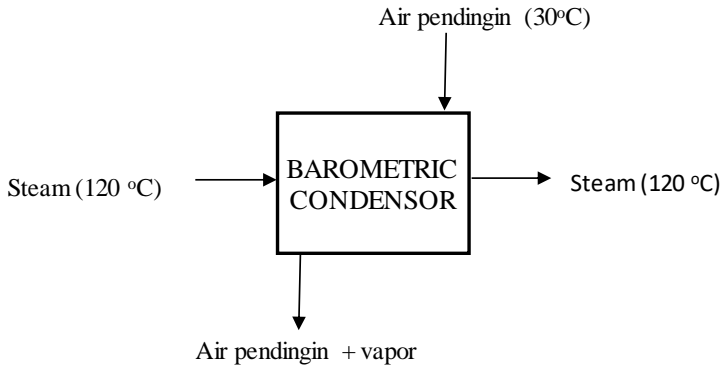 Air pendingin (30°C)
BAROMETRIC
CONDENSOR
Steam (120 °C)
Steam (120 °C)
Air pendingin + vapor